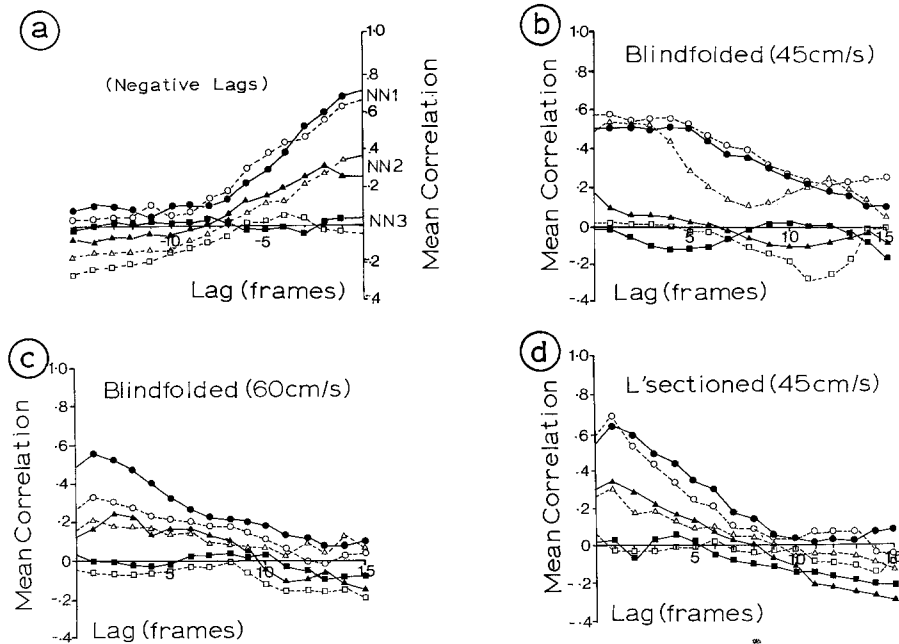 a
(Negative Lags)
1.0
.8
.6
.4
.2
.2
.4
NN1
NN2
NN3
-10
-5
Mean Correlation
Lag (frames)
b
Blindfolded (45cm/s)
1.0
.8
.6
.4
.2
0
-.2
-.4
5
10
15
Mean Correlation
Lag (frames)
c
Blindfolded (60cm/s)
1.0
.8
.6
.4
.2
0
-.2
-.4
5
10
15
Mean Correlation
Lag (frames)
d
L'sectioned (45cm/s)
1.0
.8
.6
.4
.2
0
-.2
-.4
5
10
Mean Correlation
Lag (frames)